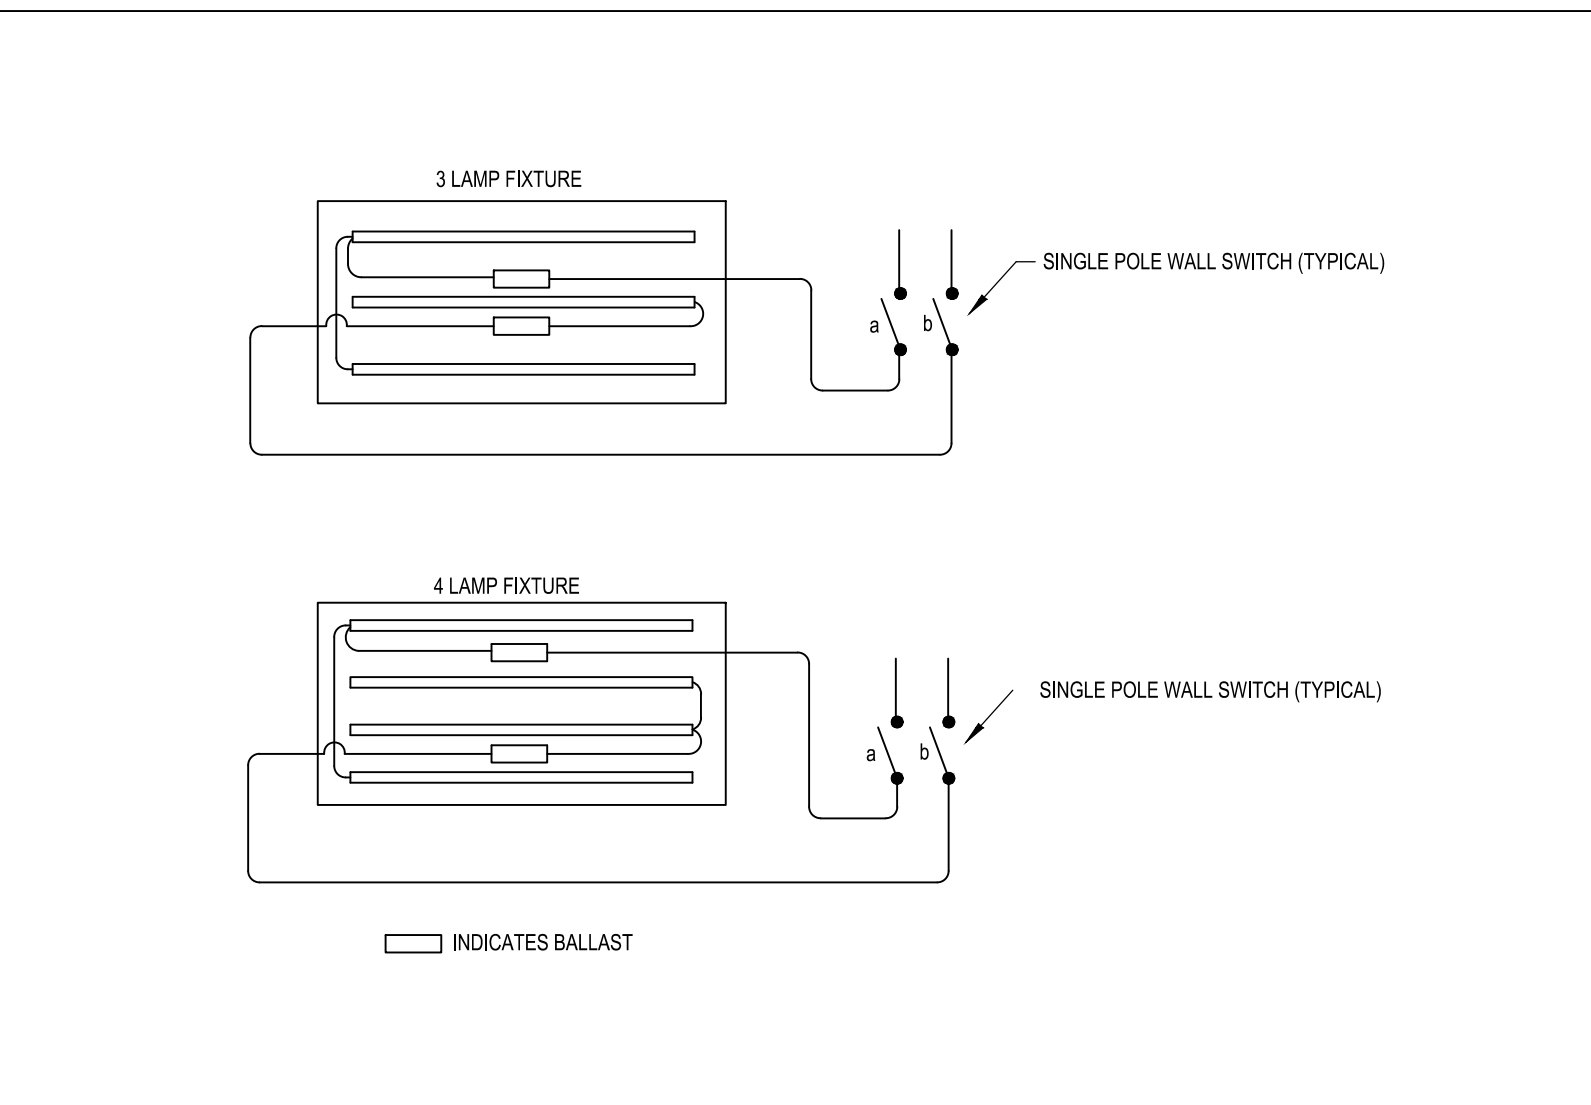 3 LAMP FIXTURE
SINGLE POLE WALL SWITCH (TYPICAL)
a
b
4 LAMP FIXTURE
SINGLE POLE WALL SWITCH (TYPICAL)
a
b
INDICATES BALLAST